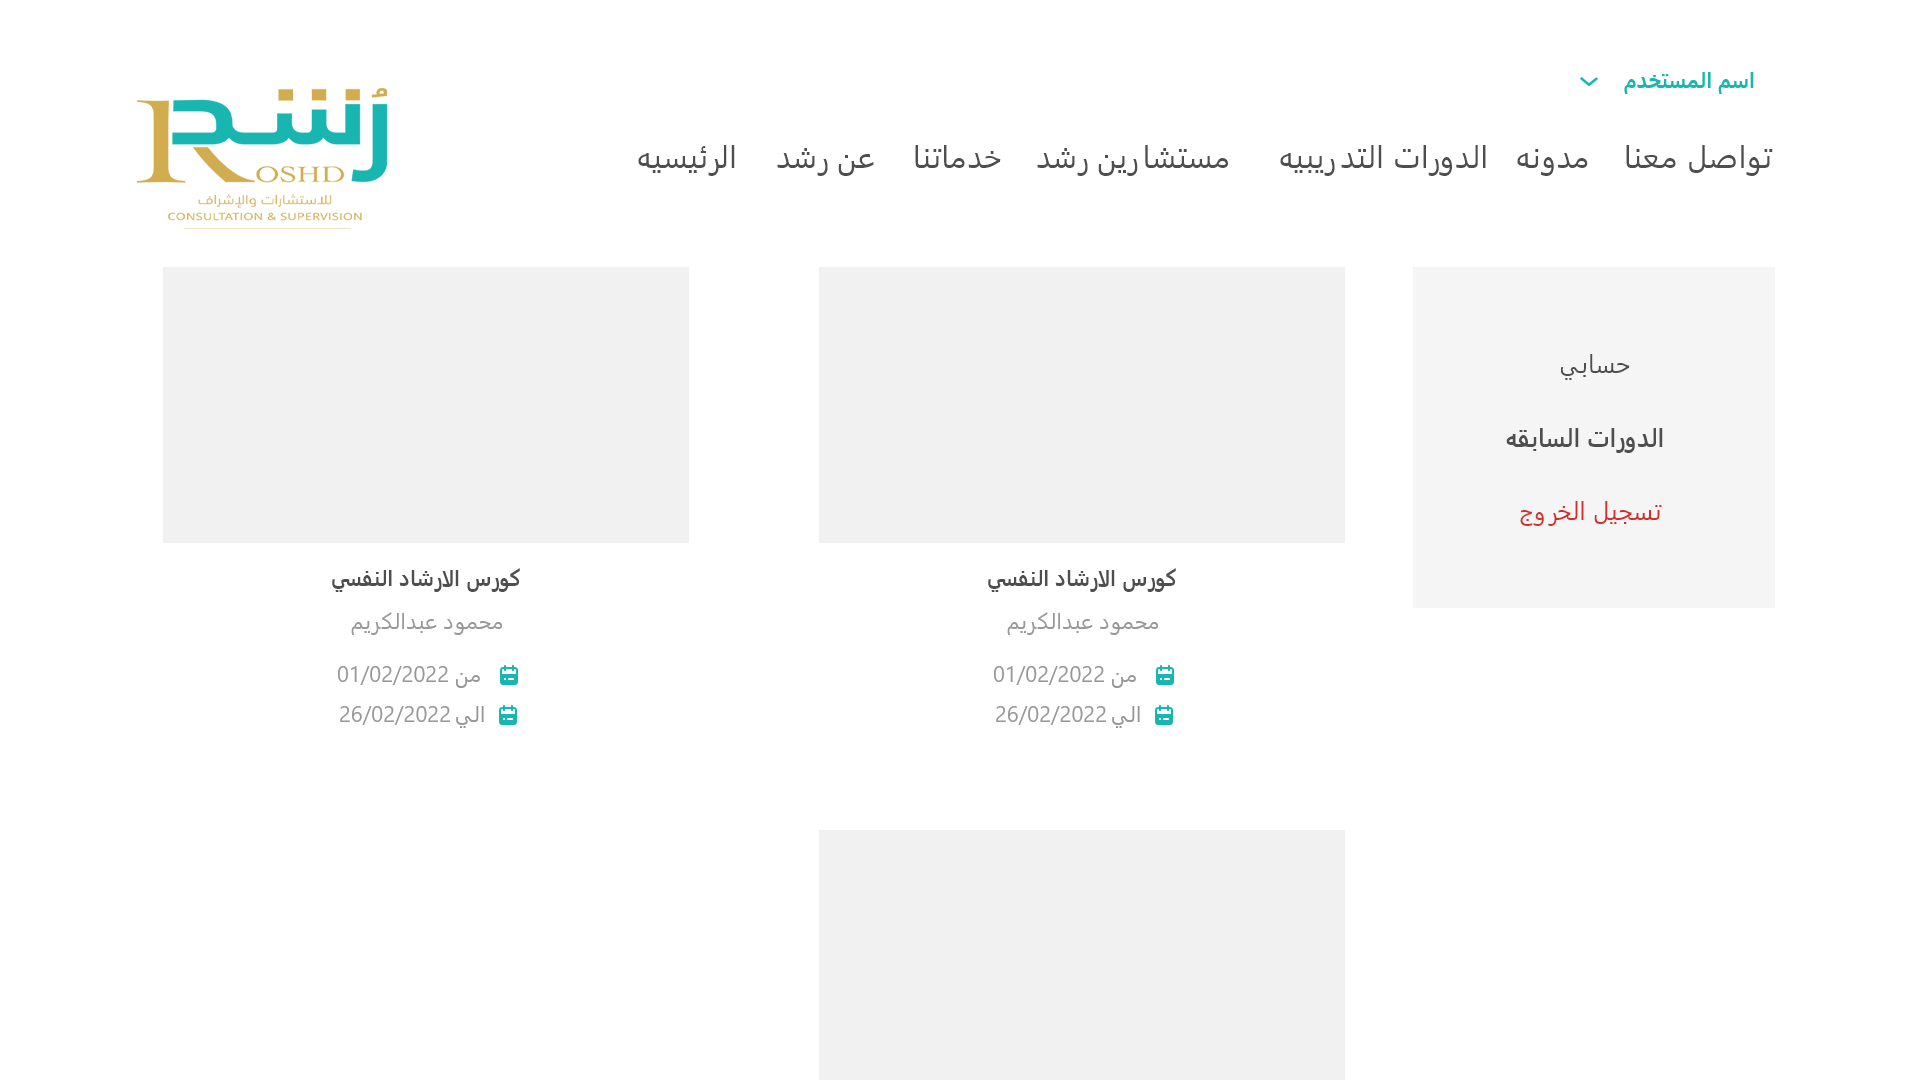 اسم المستخدم
تواصل معنا مدونه الدورات التدريبيه مستشارين رشد خدماتنا عن رشد الرئيسيه
رُشد
ROSHD
للاستشارات والإشراف
CONSULTATION & SUPERVISION
حسابي
الدورات السابقه
تسجيل الخروج
كورس الارشاد النفسي
محمود عبدالكريم
من 01/02/2022
الي 26/02/2022
كورس الارشاد النفسي
محمود عبدالكريم
من 01/02/2022
الي 26/02/2022